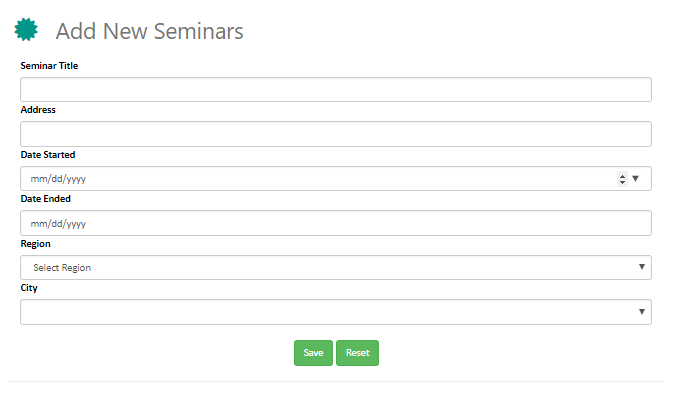 Add New Seminars
Seminar Title
Address
Date Started
mm/dd/yyyy
Date Ended
mm/dd/yyyy
Region
Select Region
City
Save Reset